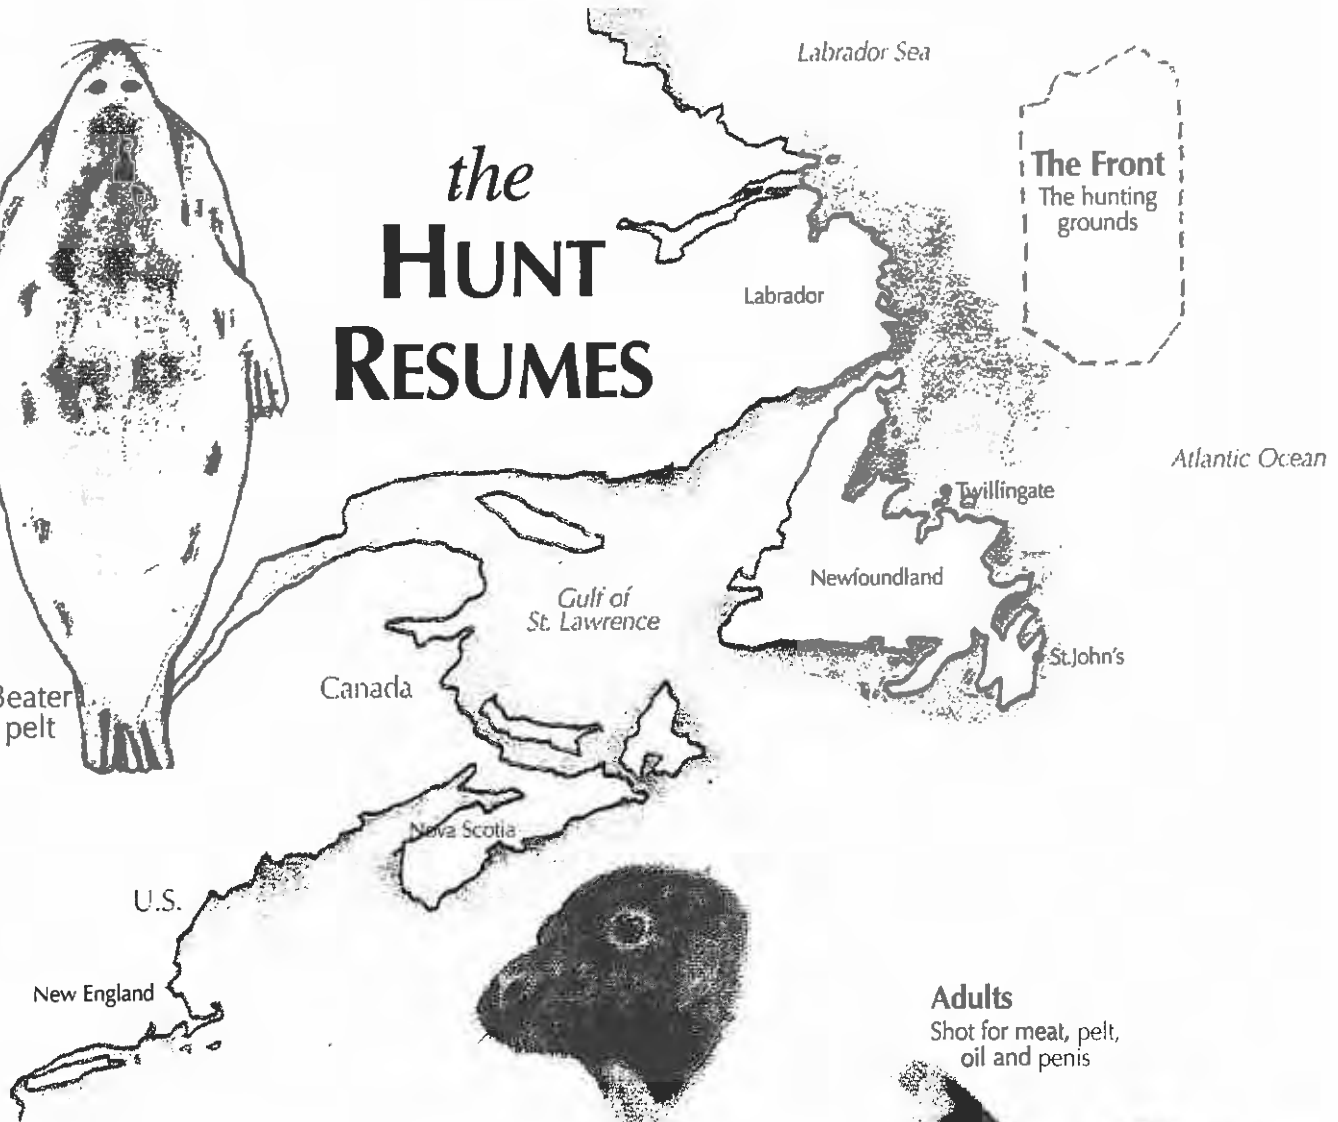 Labrador Sea
the
HUNT
RESUMES
The Front
The hunting
grounds
Labrador
Atlantic Ocean
Twillingate
Newfoundland
Gulf of
St. Lawrence
St.John's
Canada
Beater
pelt
Nova Scotia
U.S.
New England
Adults
Shot for meat, pelt,
oil and penis